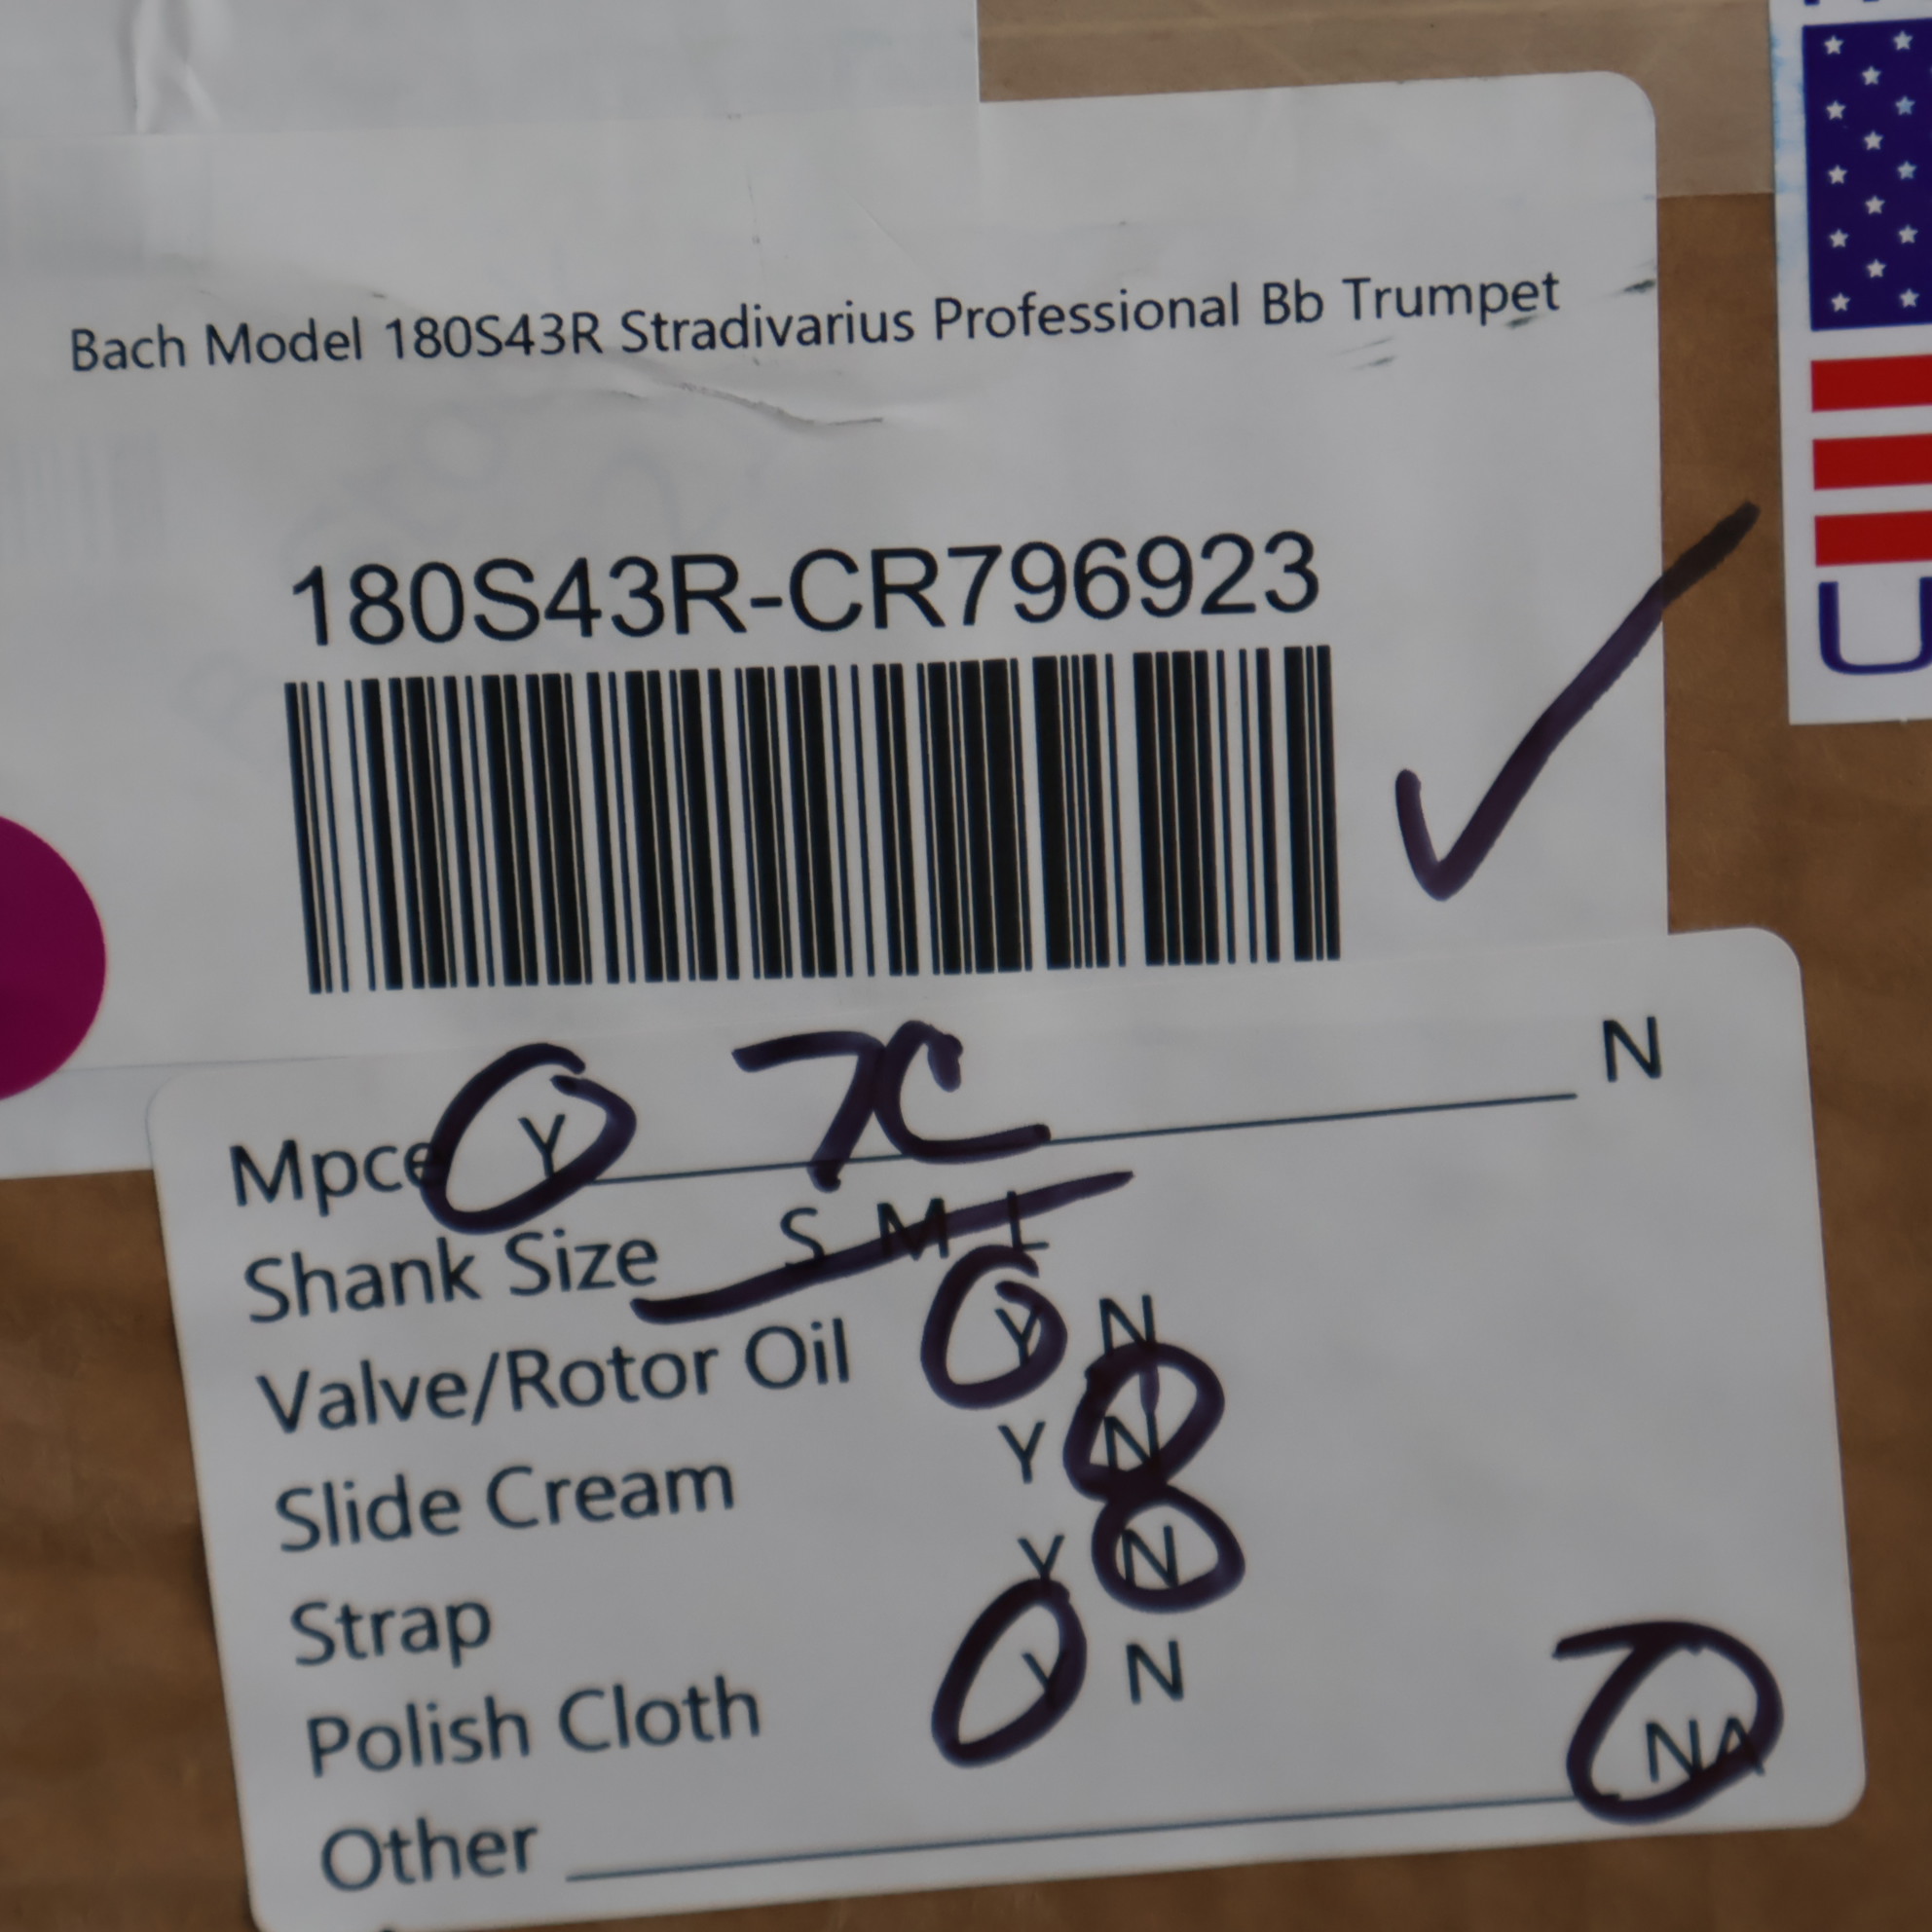 Bach Model 180S43R Stradivarius Professional Bb Trumpet
180S43R-CR796923
Mpce Y 7C N
Shank Size S M L
Valve/Rotor Oil Y N
Slide Cream Y N
Strap Y N
Polish Cloth Y N
Other NA